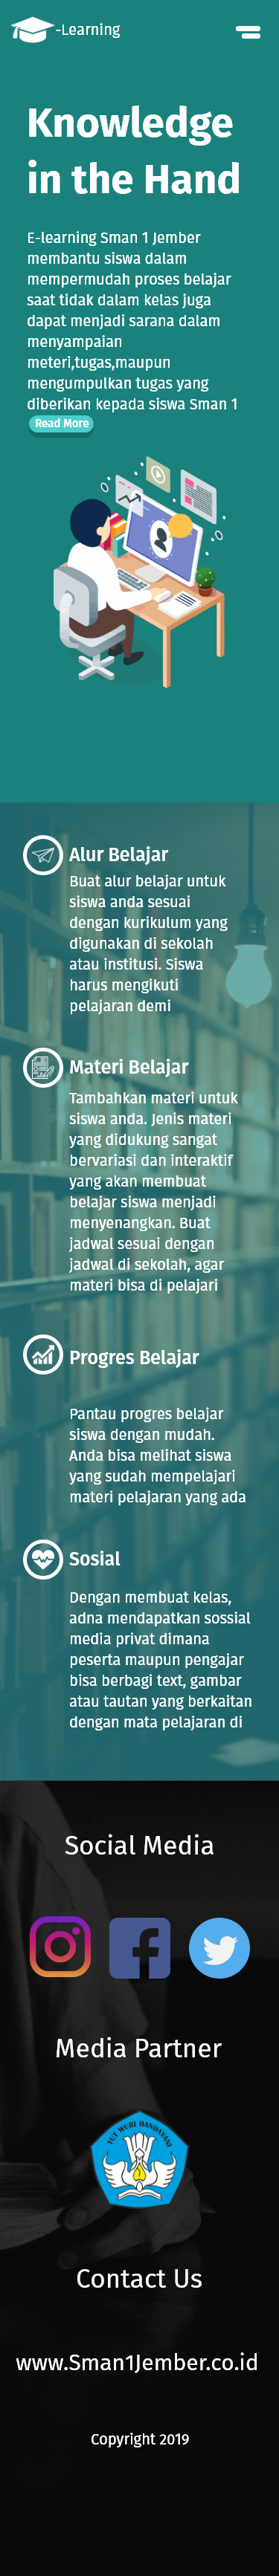 -Learning
Knowledge
in the Hand
E-learning Sman 1 Jember
membantu siswa dalam
mempermudah proses belajar
saat tidak dalam kelas juga
dapat menjadi sarana dalam
menyampaian
meteri,tugas,maupun
mengumpulkan tugas yang
diberikan kepada siswa Sman 1
Read More
Alur Belajar
Buat alur belajar untuk
siswa anda sesuai
dengan kurikulum yang
digunakan di sekolah
atau institusi. Siswa
harus mengikuti
pelajaran demi
Materi Belajar
Tambahkan materi untuk
siswa anda. Jenis materi
yang didukung sangat
bervariasi dan interaktif
yang akan membuat
belajar siswa menjadi
menyenangkan. Buat
jadwal sesuai dengan
jadwal di sekolah, agar
materi bisa di pelajari
Progres Belajar
Pantau progres belajar
siswa dengan mudah.
Anda bisa melihat siswa
yang sudah mempelajari
materi pelajaran yang ada
Sosial
Dengan membuat kelas,
adna mendapatkan sossial
media privat dimana
peserta maupun pengajar
bisa berbagi text, gambar
atau tautan yang berkaitan
dengan mata pelajaran di
Social Media
Media Partner
TUT WURI HANDAYANI
Contact Us
www.Sman1Jember.co.id
Copyright 2019